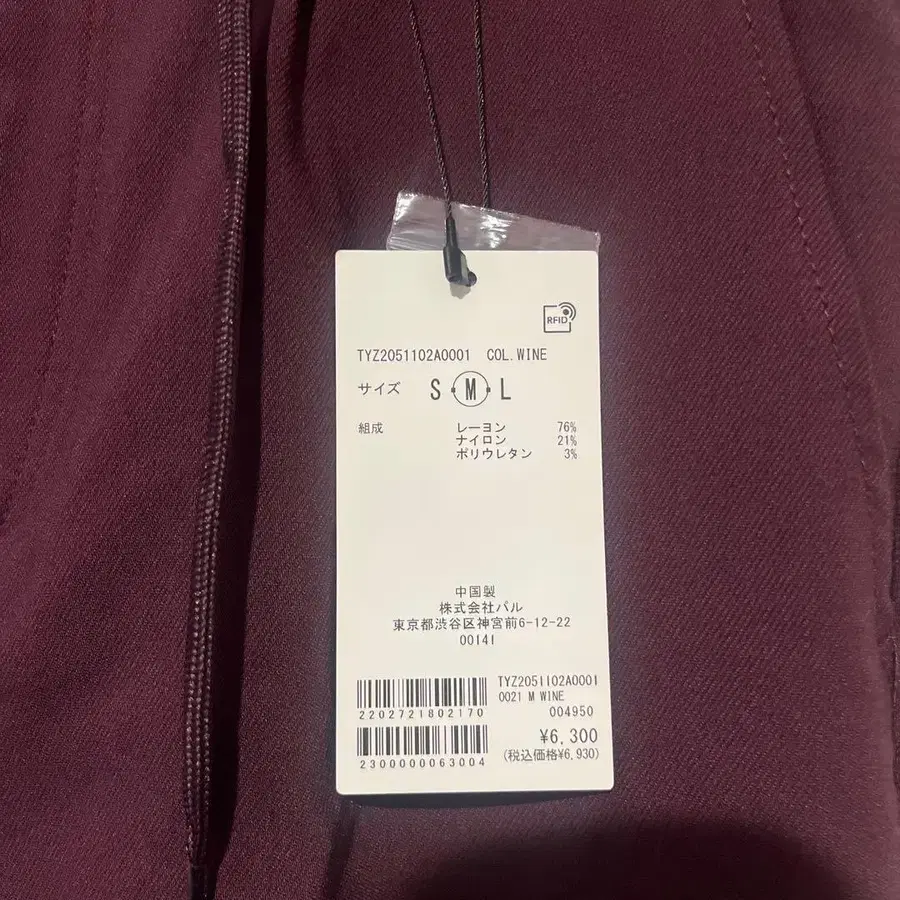 RFID
TYZ2051102A0001 COL.WINE
サイズ S・M・L
組成 レーヨン 76%
ナイロン 21%
ポリウレタン 3%
中国製
株式会社パル
東京都渋谷区神宮前6-12-22
00141
TYZ2051102A0001
0021 M WINE
2202721802170
004950
¥6,300
(税込価格¥6,930)
2300000063004